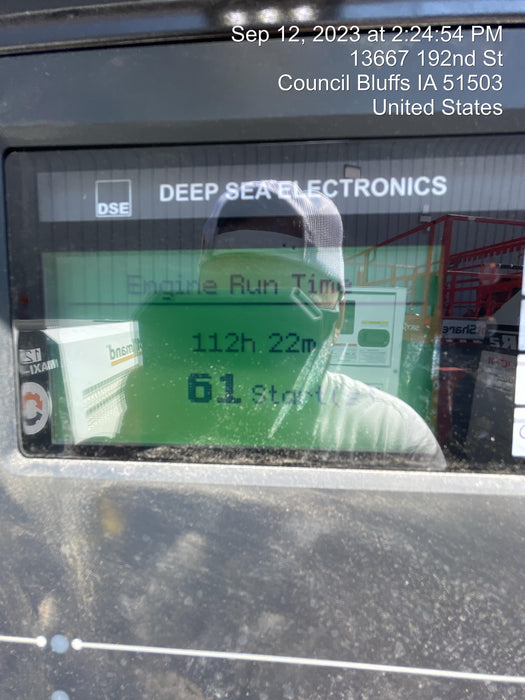 Sep 12, 2023 at 2:24:54 PM
13667 192nd St
Council Bluffs IA 51503
United States
DSE
DEEP SEA ELECTRONICS
Engine Run Time
112h 22m
61 Start(s)